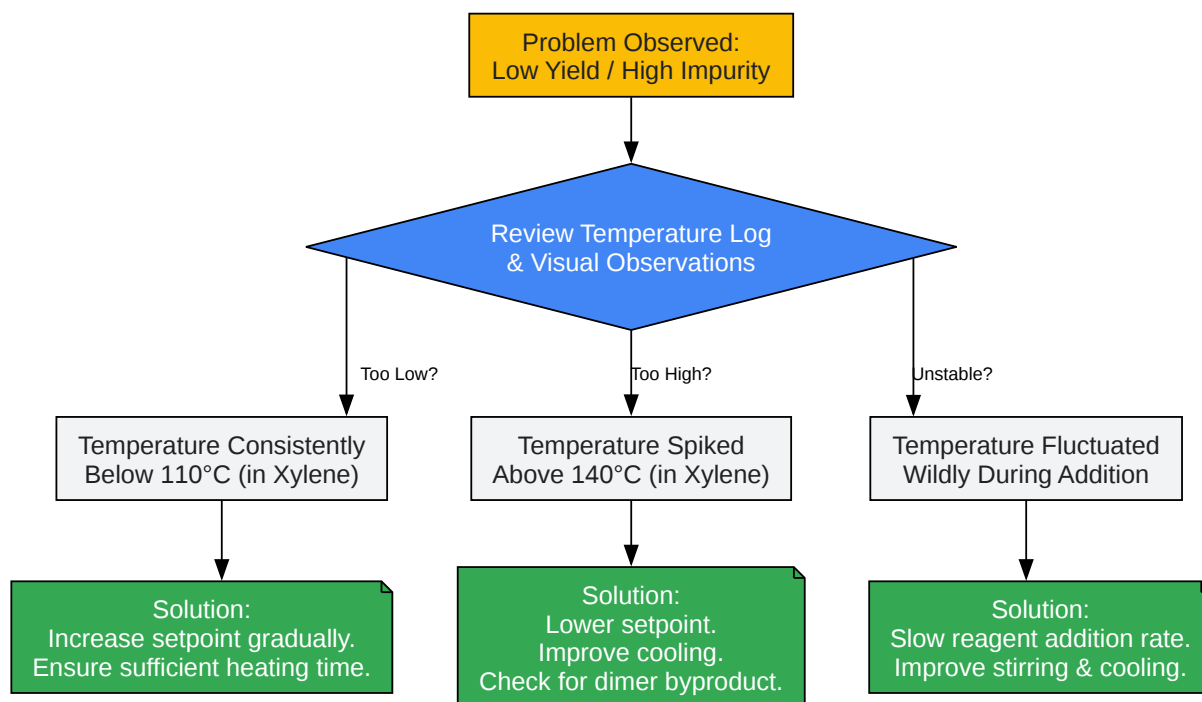 Problem Observed:
Low Yield / High Impurity
Review Temperature Log
& Visual Observations
Too Low?
Too High?
Unstable?
Temperature Consistently
Below 110°C (in Xylene)
Temperature Spiked
Above 140°C (in Xylene)
Temperature Fluctuated
Wildly During Addition
Solution:
Increase setpoint gradually.
Ensure sufficient heating time.
Solution:
Lower setpoint.
Improve cooling.
Check for dimer byproduct.
Solution:
Slow reagent addition rate.
Improve stirring & cooling.